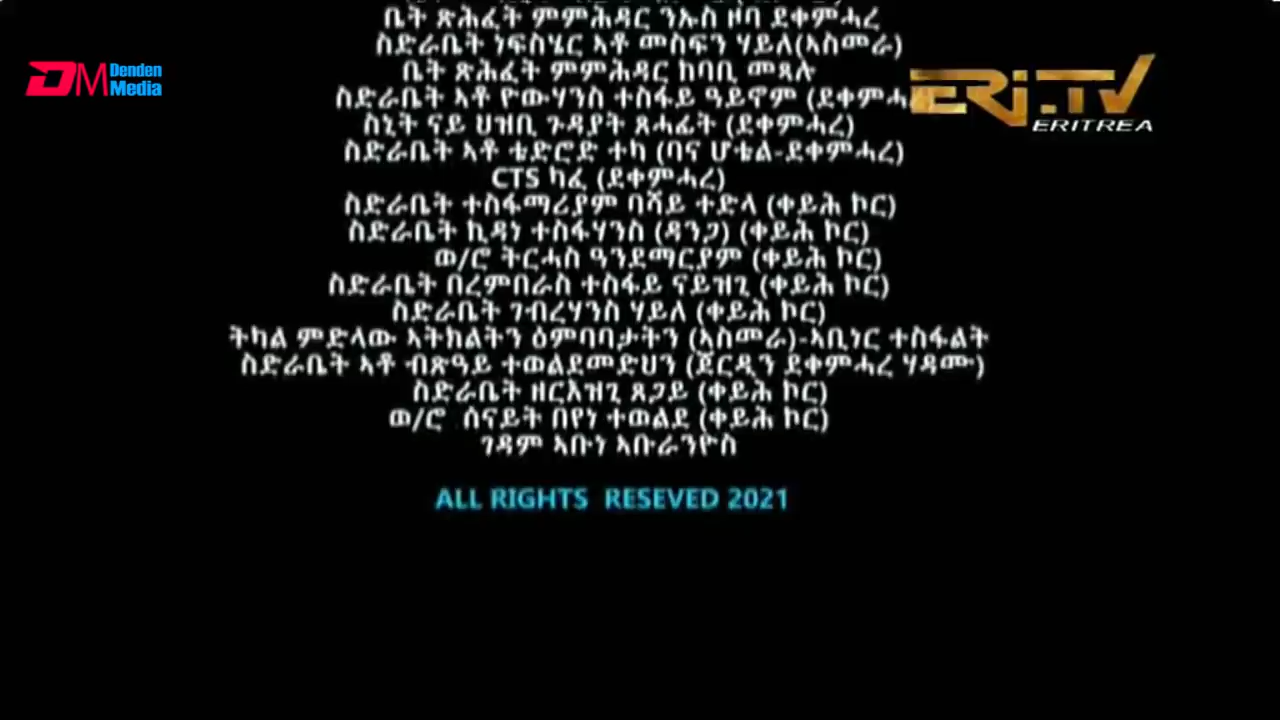 ቤት ጽሕፈት ምምሕዳር ንኡስ ዞባ ደቀምሓረ
ስድራቤት ነፍስሄር ኣቶ መስፍን ሃይለ(ኣስመራ)
ቤት ጽሕፈት ምምሕዳር ከባቢ መጻሉ
ስድራቤት ኣቶ ዮውሃንስ ተስፋይ ዓይኖም (ደቀምሓ
ስኒት ናይ ህዝቢ ጉዳያት ጸሓፊት (ደቀምሓረ)
ስድራቤት ኣቶ ቴድሮድ ተካ (ባና ሆቴል-ደቀምሓረ)
CTS ካፈ (ደቀምሓረ)
ስድራቤት ተስፋማሪያም በሻይ ተድላ (ቀይሕ ኮር)
ስድራቤት ኪዳነ ተስፋሃንስ (ዳንጋ) (ቀይሕ ኮር)
ወ/ሮ ትርሓስ ዓንደማርያም (ቀይሕ ኮር)
ስድራቤት በረምበራስ ተስፋይ ናይዝጊ (ቀይሕ ኮር)
ስድራቤት ገብረሃንስ ሃይለ (ቀይሕ ኮር)
ትካል ምድላው ኣትክልትን ዕምባባታትን (ኣስመራ)-ኣቢነር ተስፋልት
ስድራቤት ኣቶ ብጽዓይ ተወልደመድህን (ጀርዲን ደቀምሓረ ሃዳሙ)
ስድራቤት ዘርእዝጊ ጸጋይ (ቀይሕ ኮር)
ወ/ሮ ሰናይት በየነ ተወልደ (ቀይሕ ኮር)
ገዳም ኣቡነ ኣቡራንዮስ
ALL RIGHTS RESEVED 2021
DM Denden Media
ERi.TV
ERITREA